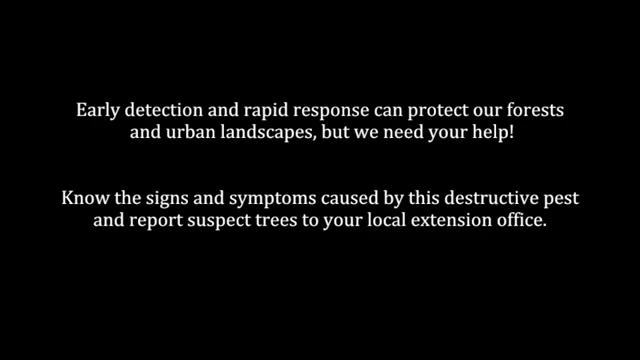 Early detection and rapid response can protect our forests
and urban landscapes, but we need your help!
Know the signs and symptoms caused by this destructive pest
and report suspect trees to your local extension office.